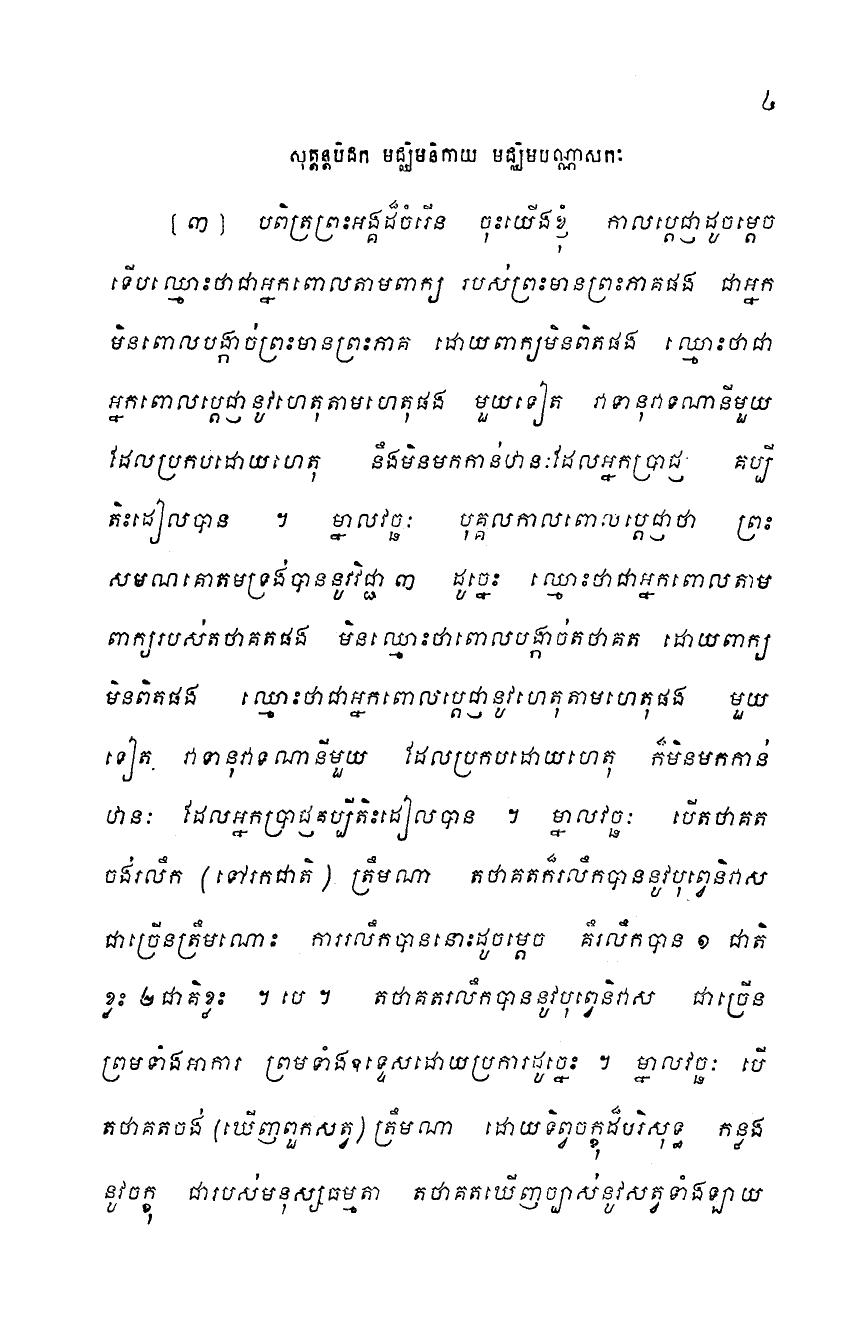 ៤
សុត្តន្តបិដក មជ្ឈិមនិកាយ មជ្ឈិមបណ្ណាសកៈ
[ ៣ ] បពិត្រព្រះអង្គដ៏ចំរើន ចុះយើងខ្ញុំ កាលប្តេជ្ញាដូចម្តេច
ទើបឈ្មោះថាជាអ្នកពោលតាមពាក្យ របស់ព្រះមានព្រះភាគផង ជាអ្នក
មិនពោលបង្កាច់ព្រះមានព្រះភាគ ដោយពាក្យមិនពិតផង ឈ្មោះថាជា
អ្នកពោលប្តេជ្ញានូវហេតុតាមហេតុផង មួយទៀត វាទានុវាទណានីមួយ
ដែលប្រកបដោយហេតុ នឹងមិនមកកាន់ឋានៈដែលអ្នកប្រាជ្ញ គប្បី
តិះដៀលបាន ។ ម្នាលវច្ឆៈ បុគ្គលកាលពោលប្តេជ្ញាថា ព្រះ
សមណគោតមទ្រង់បាននូវវិជ្ជា ៣ ដូច្នេះ ឈ្មោះថាជាអ្នកពោលតាម
ពាក្យរបស់តថាគតផង មិនឈ្មោះថាពោលបង្កាច់តថាគត ដោយពាក្យ
មិនពិតផង ឈ្មោះថាជាអ្នកពោលប្តេជ្ញានូវហេតុតាមហេតុផង មួយ
ទៀត វាទានុវាទណានីមួយ ដែលប្រកបដោយហេតុ ក៏មិនមកកាន់
ឋានៈ ដែលអ្នកប្រាជ្ញគប្បីតិះដៀលបាន ។ ម្នាលវច្ឆៈ បើតថាគត
ចង់រលឹក (ទៅរកជាតិ) ត្រឹមណា តថាគតក៏រលឹកបាននូវបុព្វេនិវាស
ជាច្រើនត្រឹមណោះ ការរលឹកបាននោះដូចម្តេច គឺរលឹកបាន ១ ជាតិ
ខ្លះ ២ជាតិខ្លះ ។ បេ ។ តថាគតរលឹកបាននូវបុព្វេនិវាស ជាច្រើន
ព្រមទាំងអាការ ព្រមទាំងឧទ្ទេសដោយប្រការដូច្នេះ ។ ម្នាលវច្ឆៈ បើ
តថាគតចង់ (ឃើញពួកសត្វ) ត្រឹមណា ដោយទិព្វចក្ខុដ៏បរិសុទ្ធ កន្លង
នូវចក្ខុ ជារបស់មនុស្សធម្មតា តថាគតឃើញច្បាស់នូវសត្វទាំងឡាយ